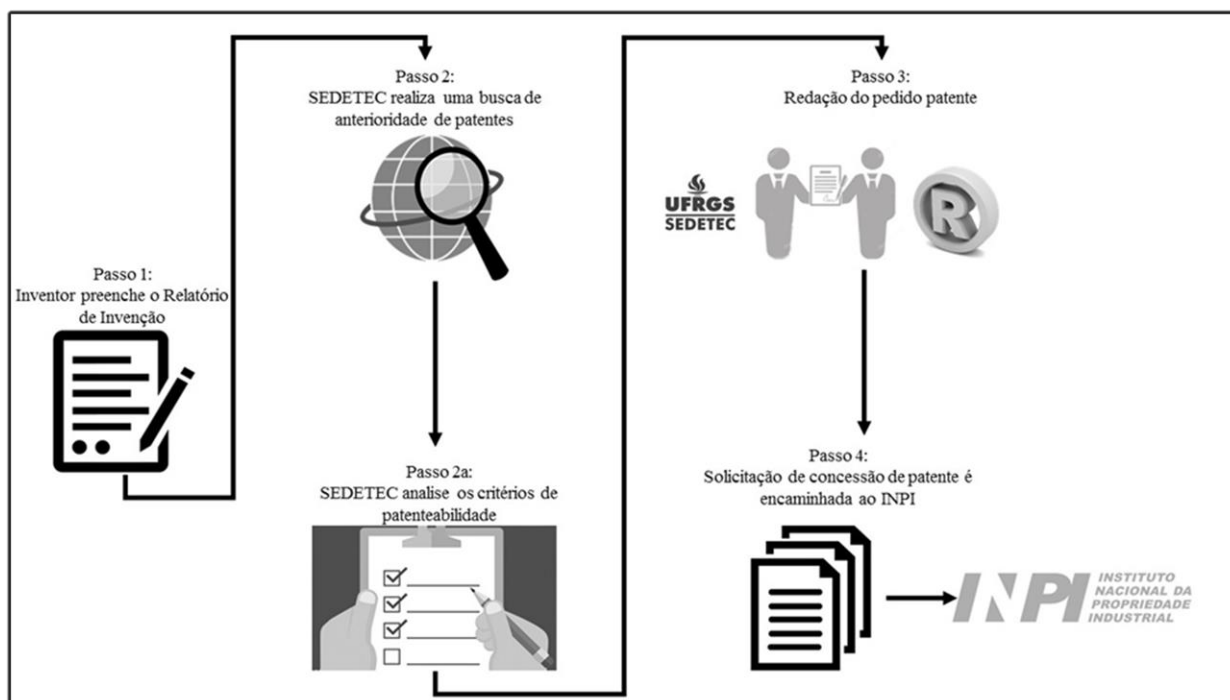 Passo 1:
Inventor preenche o Relatório
de Invenção
Passo 2:
SEDETEC realiza uma busca de
anterioridade de patentes
Passo 2a:
SEDETEC analise os critérios de
patenteabilidade
Passo 3:
Redação do pedido patente
UFRGS
SEDETEC
R
Passo 4:
Solicitação de concessão de patente é
encaminhada ao INPI
INPI
INSTITUTO
NACIONAL DA
PROPRIEDADE
INDUSTRIAL